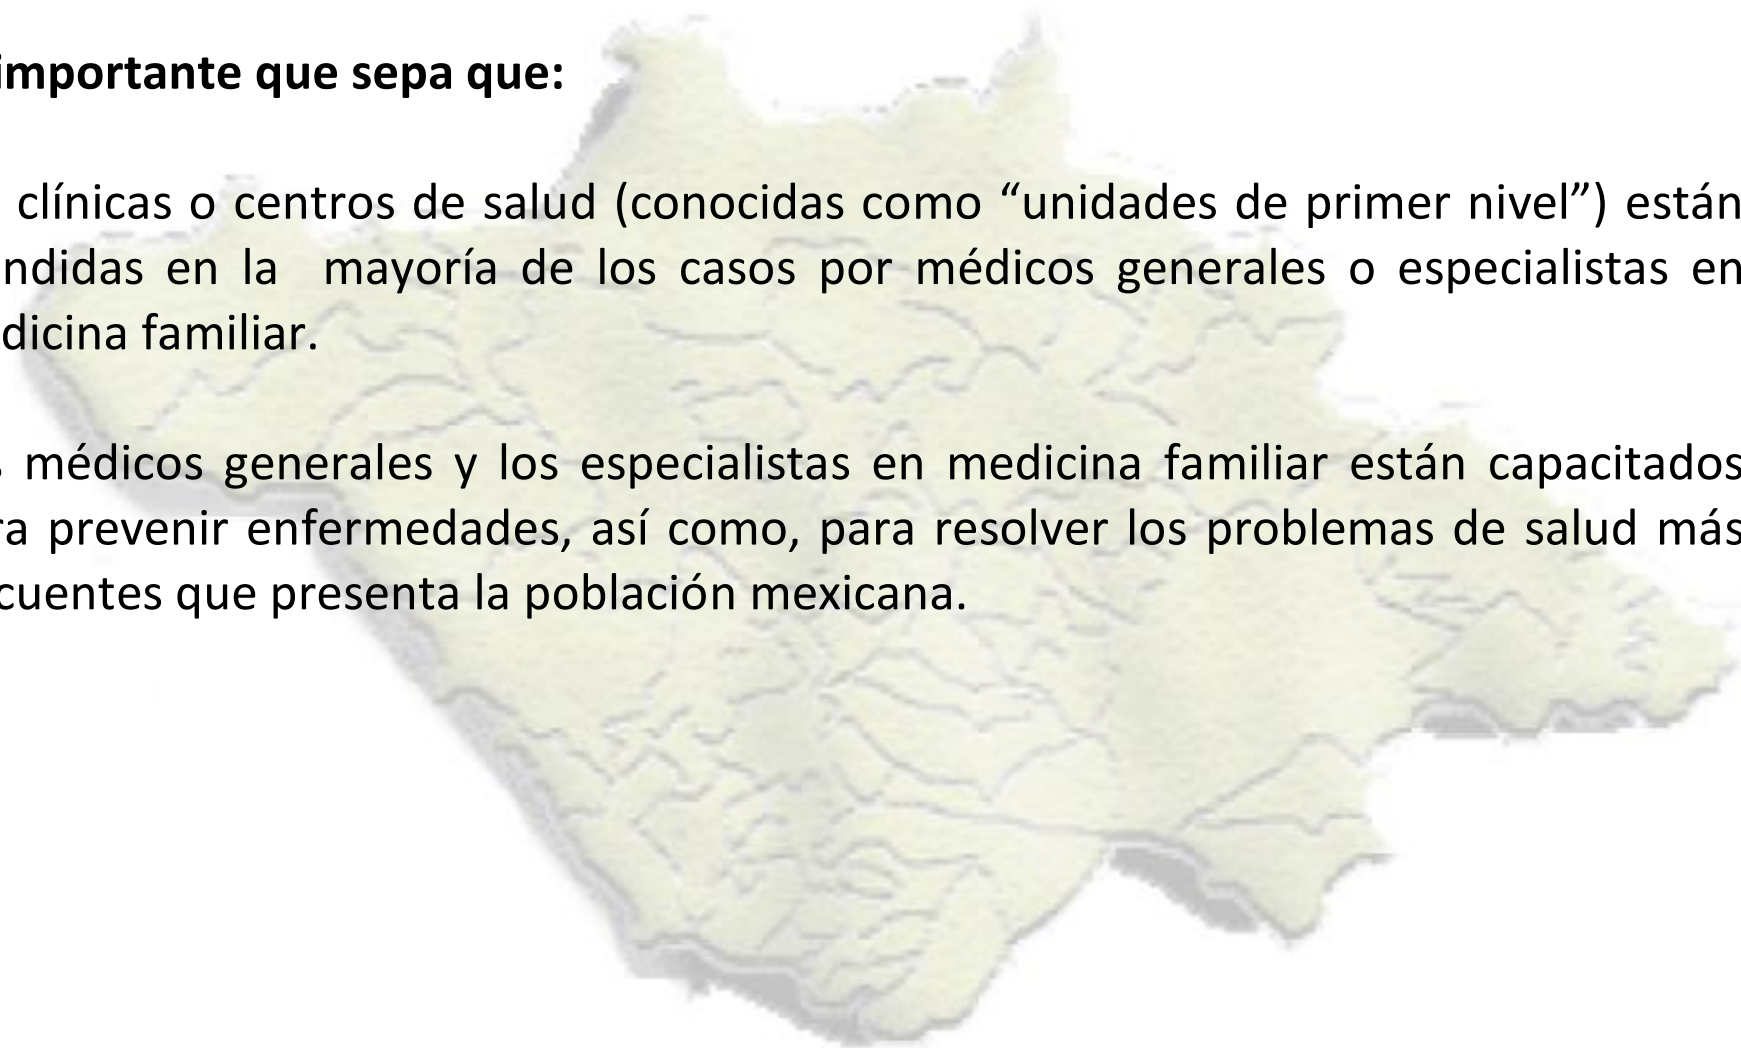 importante que sepa que:
clínicas o centros de salud (conocidas como “unidades de primer nivel”) están
ndidas en la mayoría de los casos por médicos generales o especialistas en
dicina familiar.
s médicos generales y los especialistas en medicina familiar están capacitados
ra prevenir enfermedades, así como, para resolver los problemas de salud más
cuentes que presenta la población mexicana.